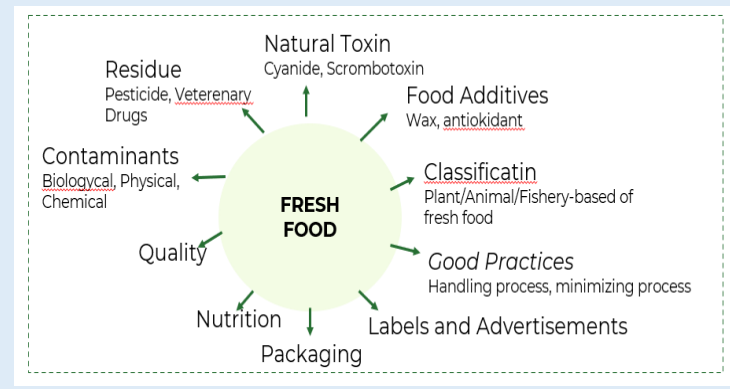 Natural Toxin
Cyanide, Scrombotoxin
Residue
Pesticide, Veterenary
Drugs
Food Additives
Wax, antiokidant
Contaminants
Biologycal, Physical,
Chemical
Classificatin
Plant/Animal/Fishery-based of
fresh food
FRESH
FOOD
Quality
Good Practices
Handling process, minimizing process
Nutrition
Labels and Advertisements
Packaging